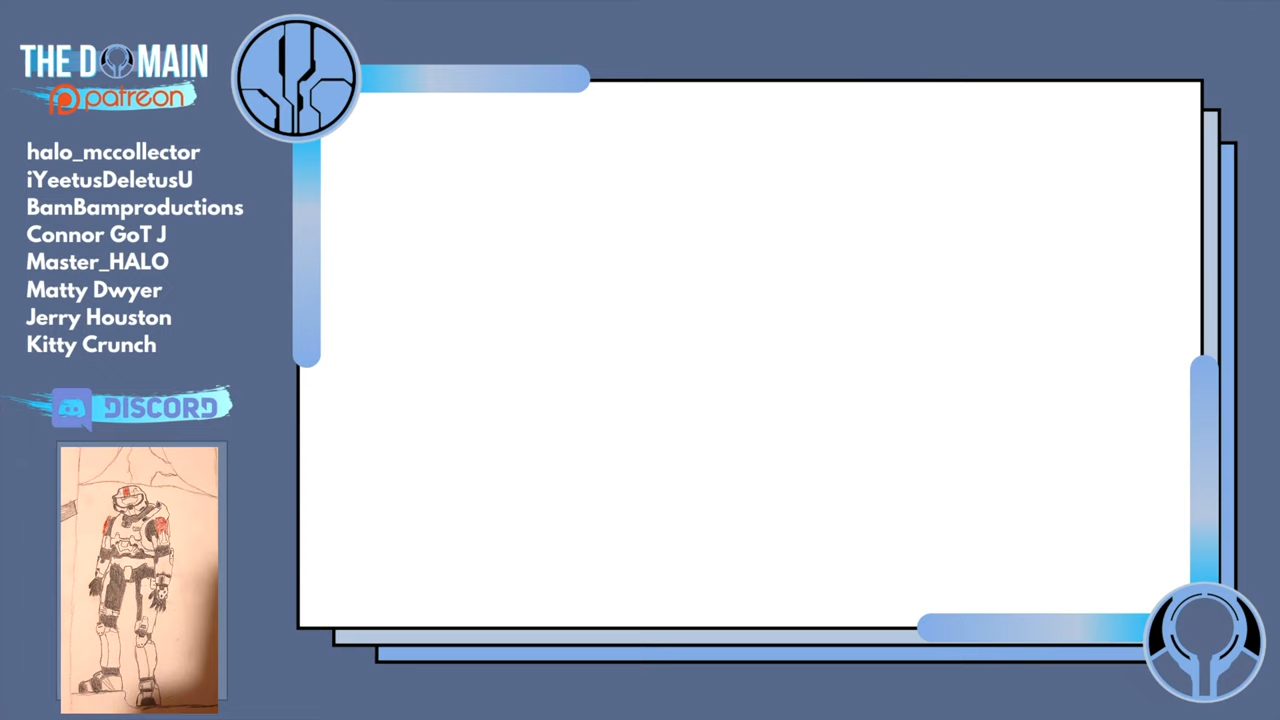 THE DOMAIN
patreon
halo_mccollector
iYeetusDeletusU
BamBamproductions
Connor GoT J
Master_HALO
Matty Dwyer
Jerry Houston
Kitty Crunch
DISCORD